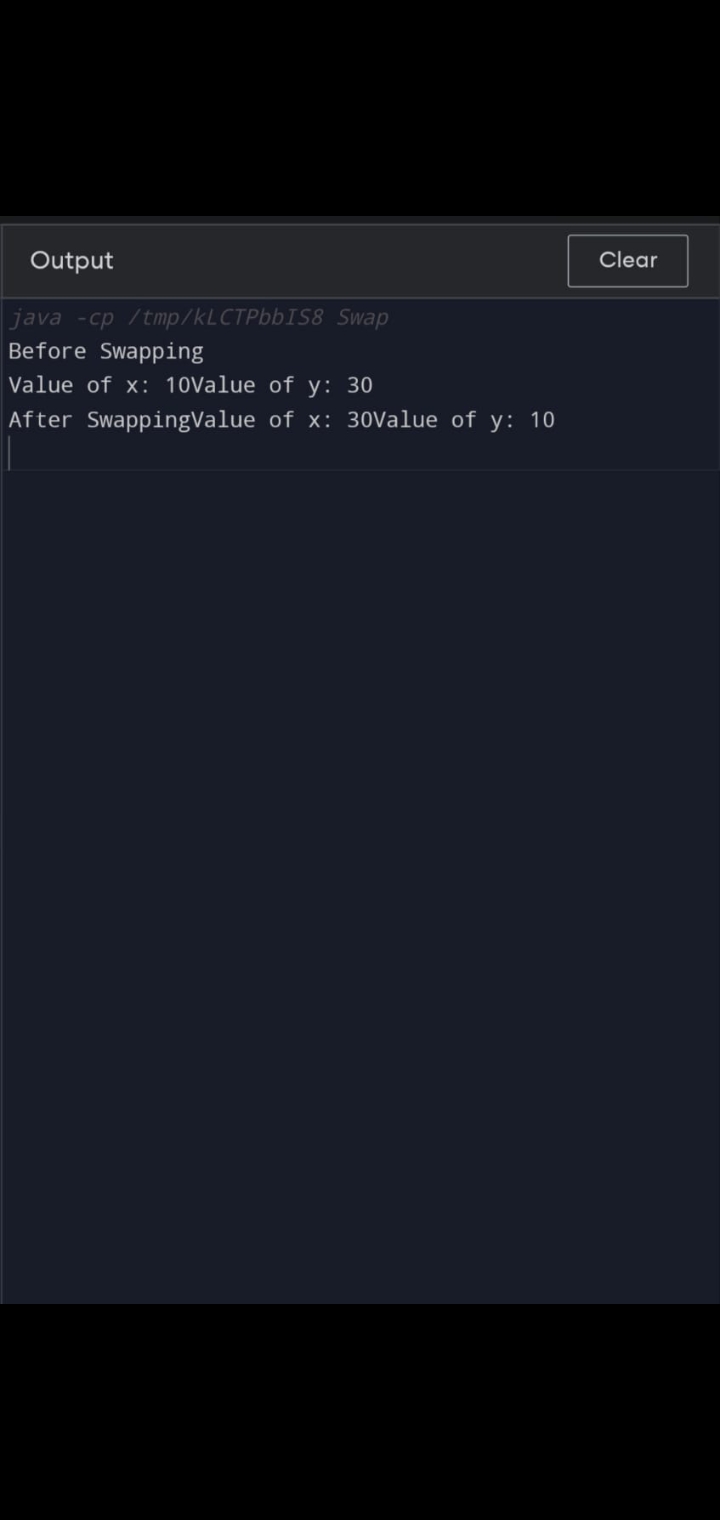 Output
Clear
java -cp /tmp/kLCTPbbIS8 Swap
Before Swapping
Value of x: 10Value of y: 30
After SwappingValue of x: 30Value of y: 10